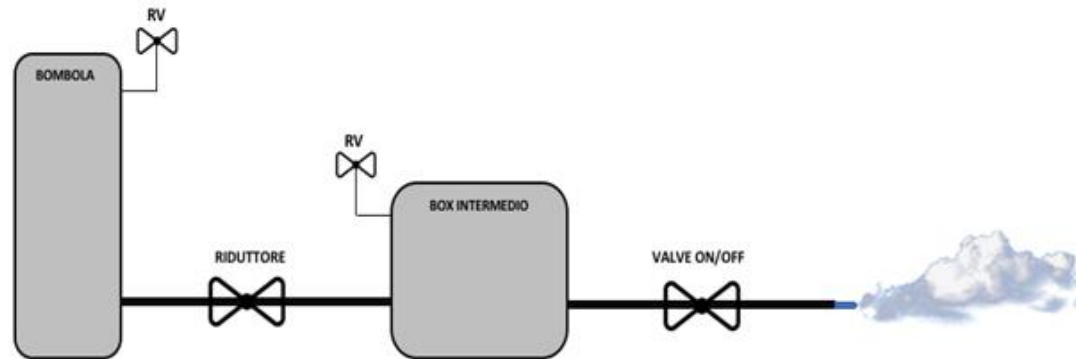 RV
BOMBOLA
RV
BOX INTERMEDIO
RIDUTTORE
VALVE ON/OFF